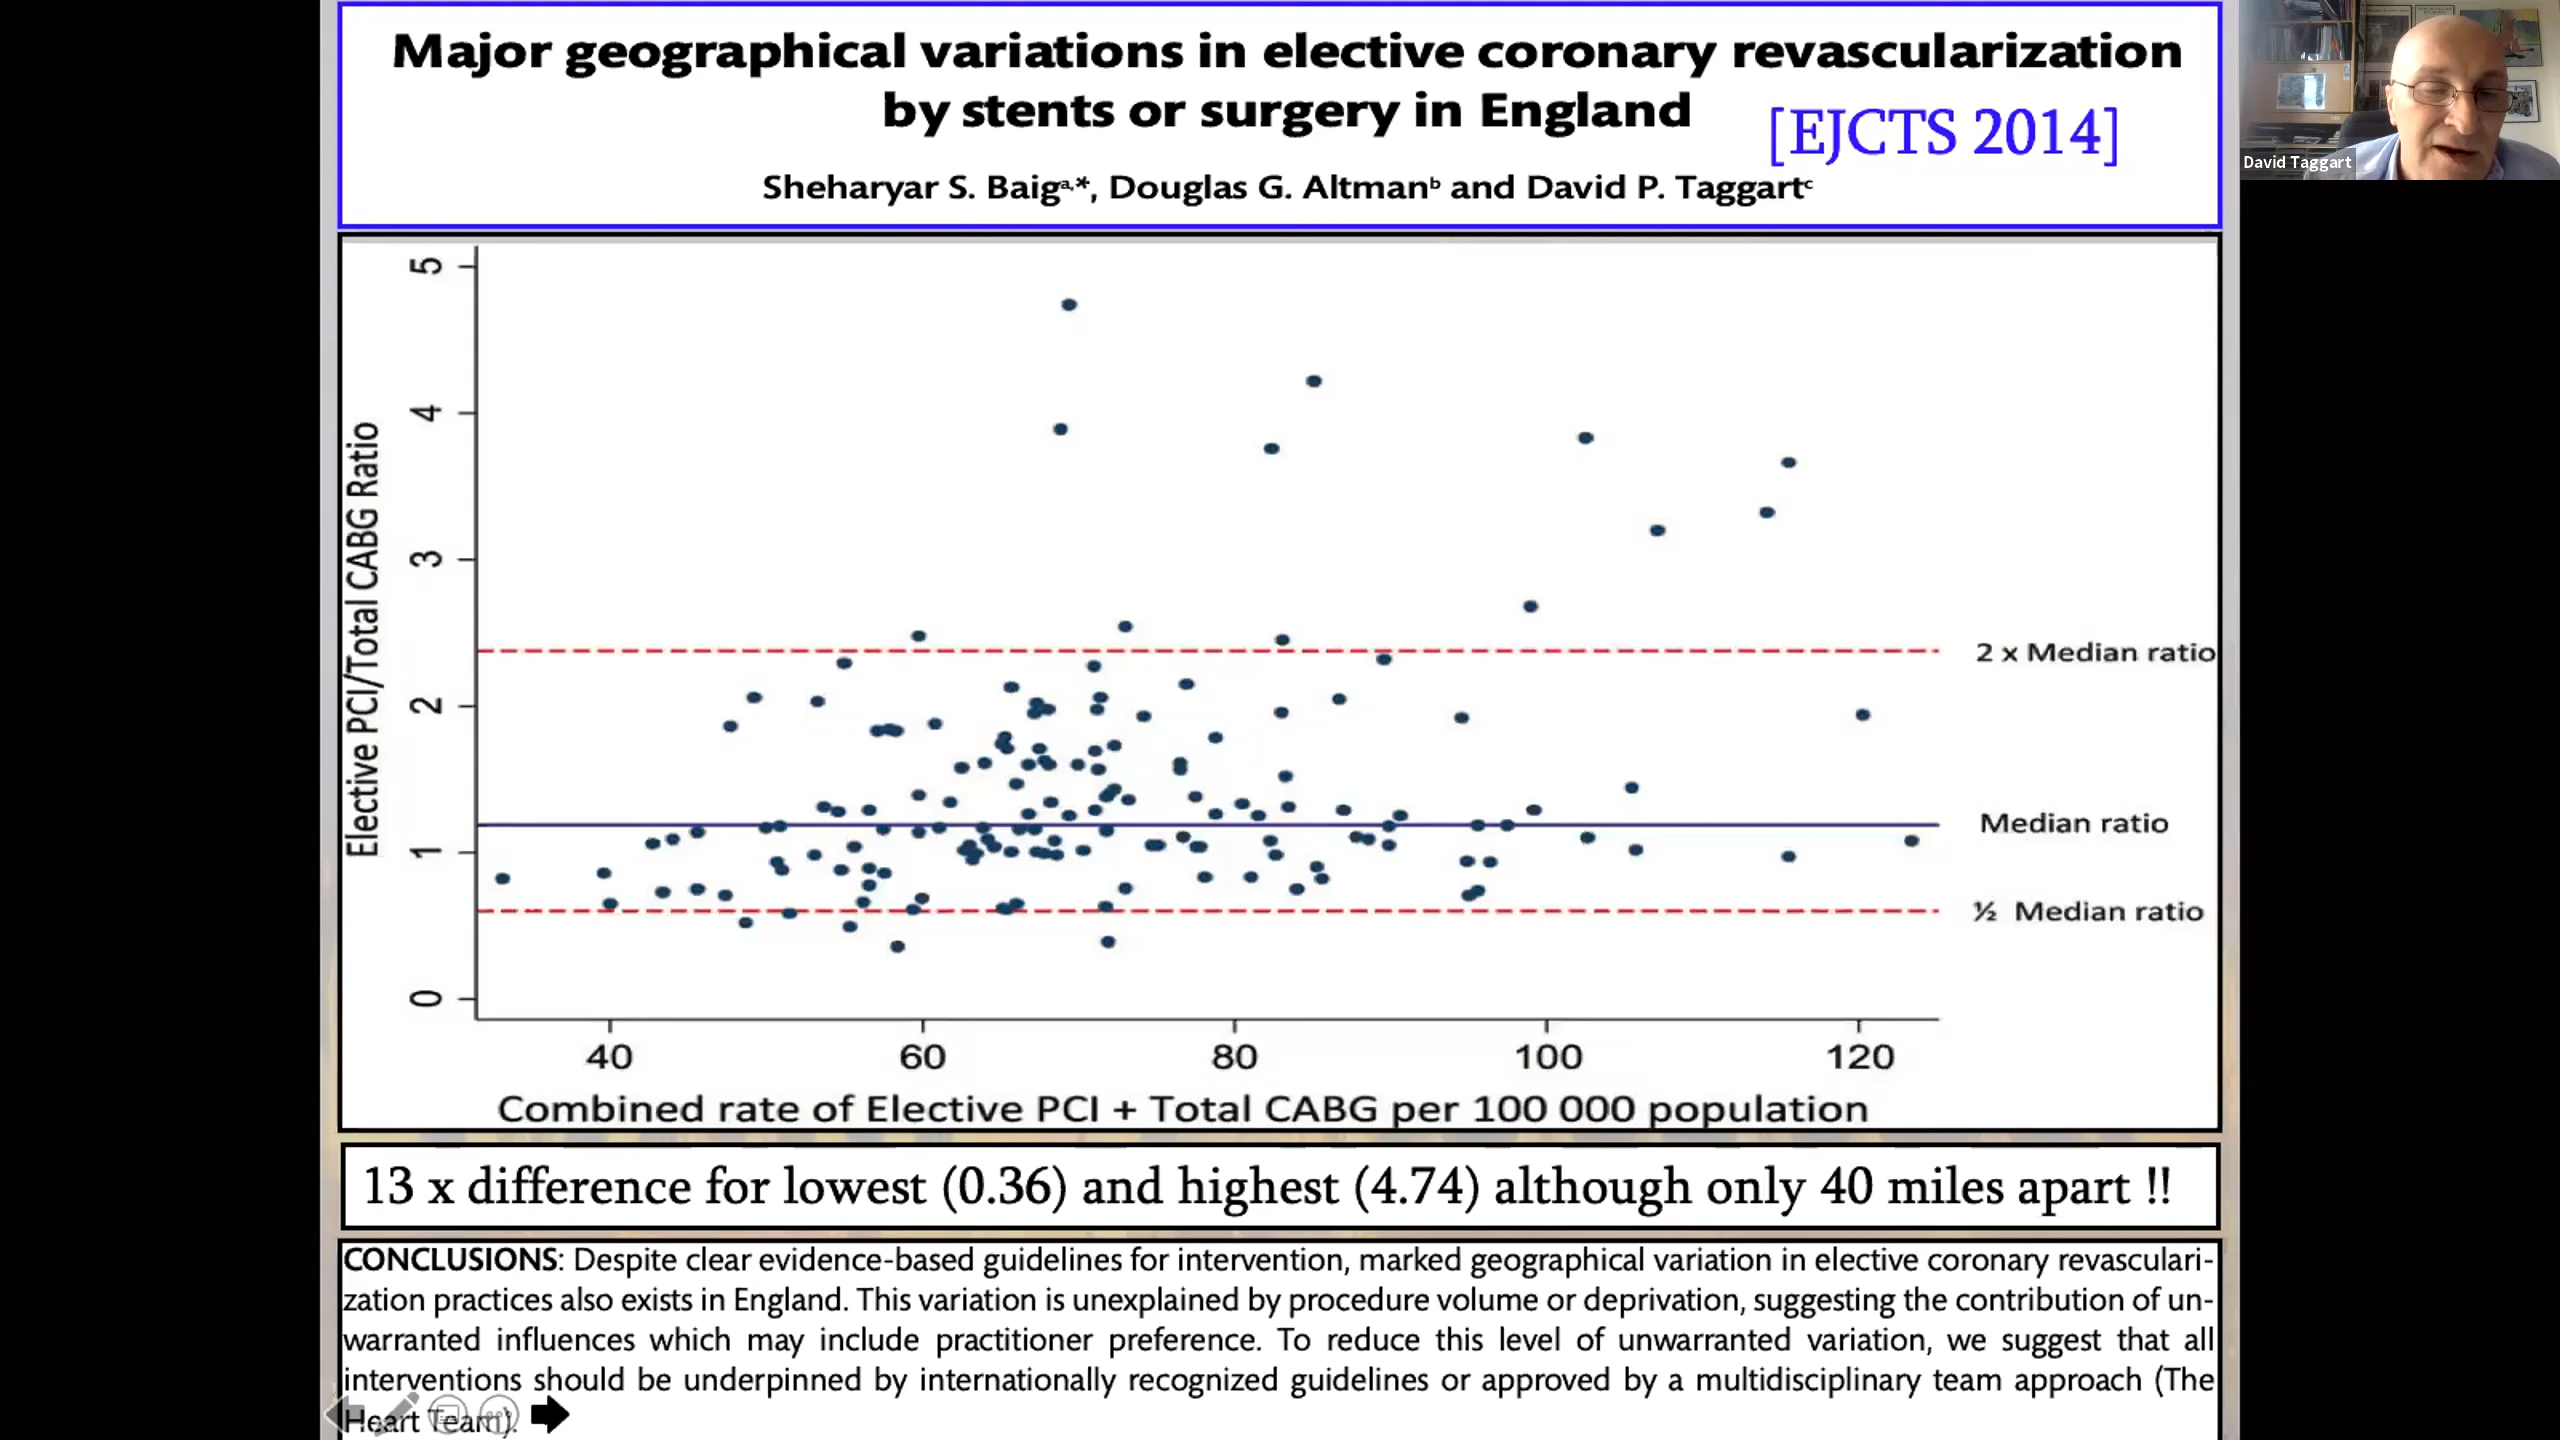 Major geographical variations in elective coronary revascularization
by stents or surgery in England
[EJCTS 2014]
Sheharyar S. Baigᵃ,*, Douglas G. Altmanᵇ and David P. Taggartᶜ
David Taggart
Elective PCI/Total CABG Ratio
5
4
3
2
1
0
2 x Median ratio
Median ratio
½ Median ratio
40 60 80 100 120
Combined rate of Elective PCI + Total CABG per 100 000 population
13 x difference for lowest (0.36) and highest (4.74) although only 40 miles apart !!
CONCLUSIONS: Despite clear evidence-based guidelines for intervention, marked geographical variation in elective coronary revasculari-
zation practices also exists in England. This variation is unexplained by procedure volume or deprivation, suggesting the contribution of un-
warranted influences which may include practitioner preference. To reduce this level of unwarranted variation, we suggest that all
interventions should be underpinned by internationally recognized guidelines or approved by a multidisciplinary team approach (The
Heart Team).